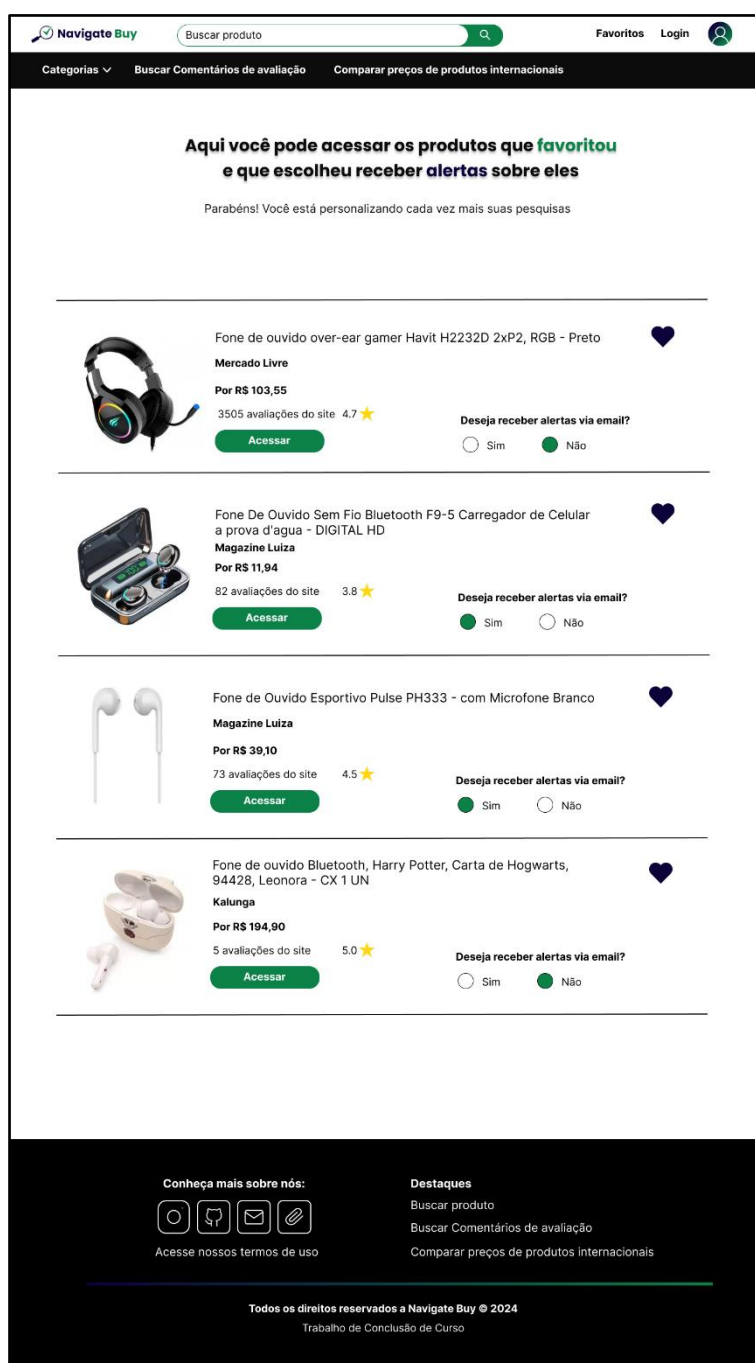 Navigate Buy
Buscar produto
Favoritos Login
Categorias Buscar Comentários de avaliação Comparar preços de produtos internacionais
Aqui você pode acessar os produtos que favoritou
e que escolheu receber alertas sobre eles
Parabéns! Você está personalizando cada vez mais suas pesquisas
Fone de ouvido over-ear gamer Havit H2232D 2xP2, RGB - Preto
Mercado Livre
Por R$ 103,55
3505 avaliações do site 4.7
Deseja receber alertas via email?
Acessar
Sim Não
Fone De Ouvido Sem Fio Bluetooth F9-5 Carregador de Celular
a prova d'agua - DIGITAL HD
Magazine Luiza
Por R$ 11,94
82 avaliações do site 3.8
Deseja receber alertas via email?
Acessar
Sim Não
Fone de Ouvido Esportivo Pulse PH333 - com Microfone Branco
Magazine Luiza
Por R$ 39,10
73 avaliações do site 4.5
Deseja receber alertas via email?
Acessar
Sim Não
Fone de ouvido Bluetooth, Harry Potter, Carta de Hogwarts,
94428, Leonora - CX 1 UN
Kalunga
Por R$ 194,90
5 avaliações do site 5.0
Deseja receber alertas via email?
Acessar
Sim Não
Conheça mais sobre nós:
Acesse nossos termos de uso
Destaques
Buscar produto
Buscar Comentários de avaliação
Comparar preços de produtos internacionais
Todos os direitos reservados a Navigate Buy © 2024
Trabalho de Conclusão de Curso